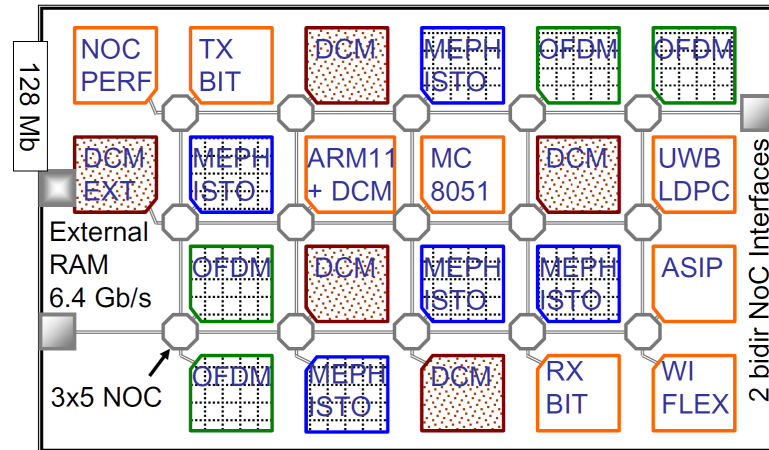 128 Mb
NOC
PERF
TX
BIT
DCM
MEPH
ISTO
OFDM
OFDM
DCM
EXT
MEPH
ISTO
ARM11
+ DCM
MC
8051
DCM
UWB
LDPC
External
RAM
6.4 Gb/s
OFDM
DCM
MEPH
ISTO
MEPH
ISTO
ASIP
3x5 NOC
OFDM
MEPH
ISTO
DCM
RX
BIT
WI
FLEX
2 bidir NoC Interfaces